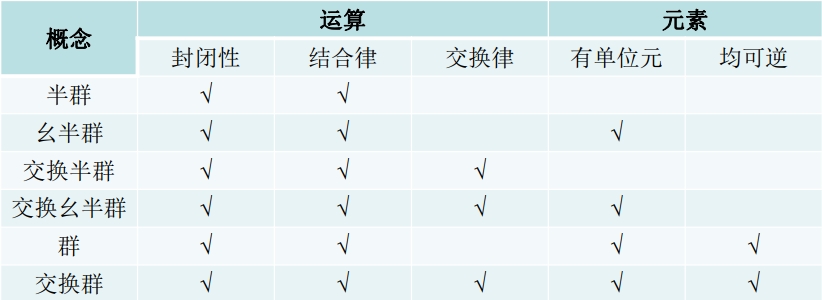 概念 运算 元素
封闭性 结合律 交换律 有单位元 均可逆
半群 √ √
幺半群 √ √ √
交换半群 √ √ √
交换幺半群 √ √ √ √
群 √ √ √ √
交换群 √ √ √ √ √